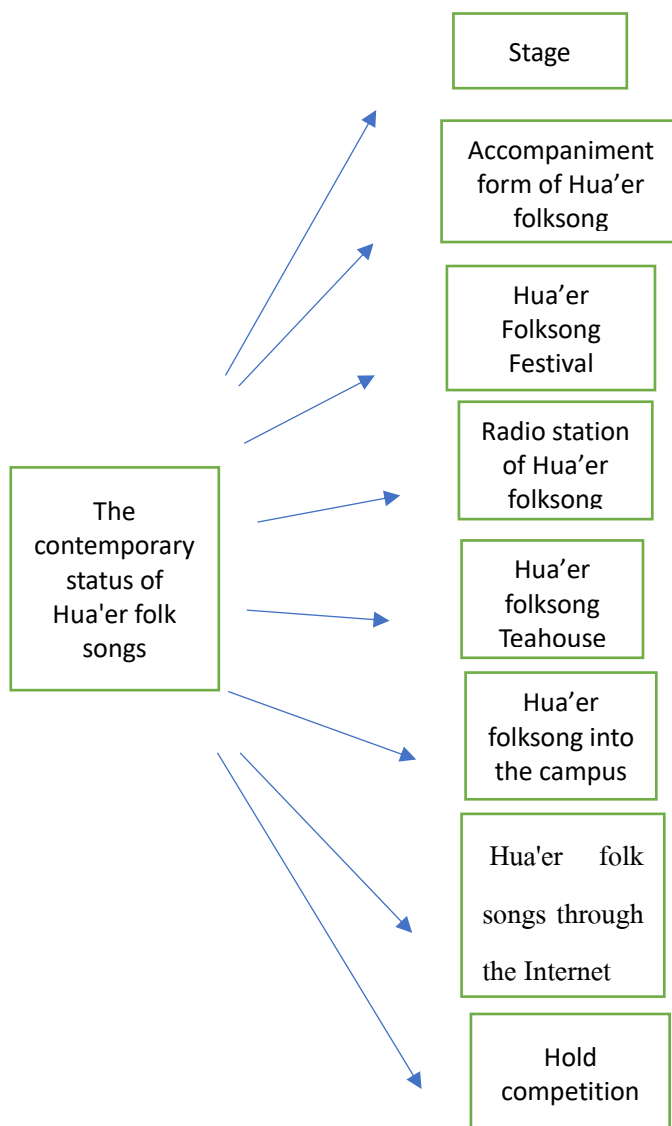 Stage
Accompaniment
form of Hua’er
folksong
Hua’er
Folksong
Festival
Radio station
of Hua’er
folksong
The
contemporary
status of
Hua'er folk
songs
Hua’er
folksong
Teahouse
Hua’er
folksong into
the campus
Hua'er folk
songs through
the Internet
Hold
competition